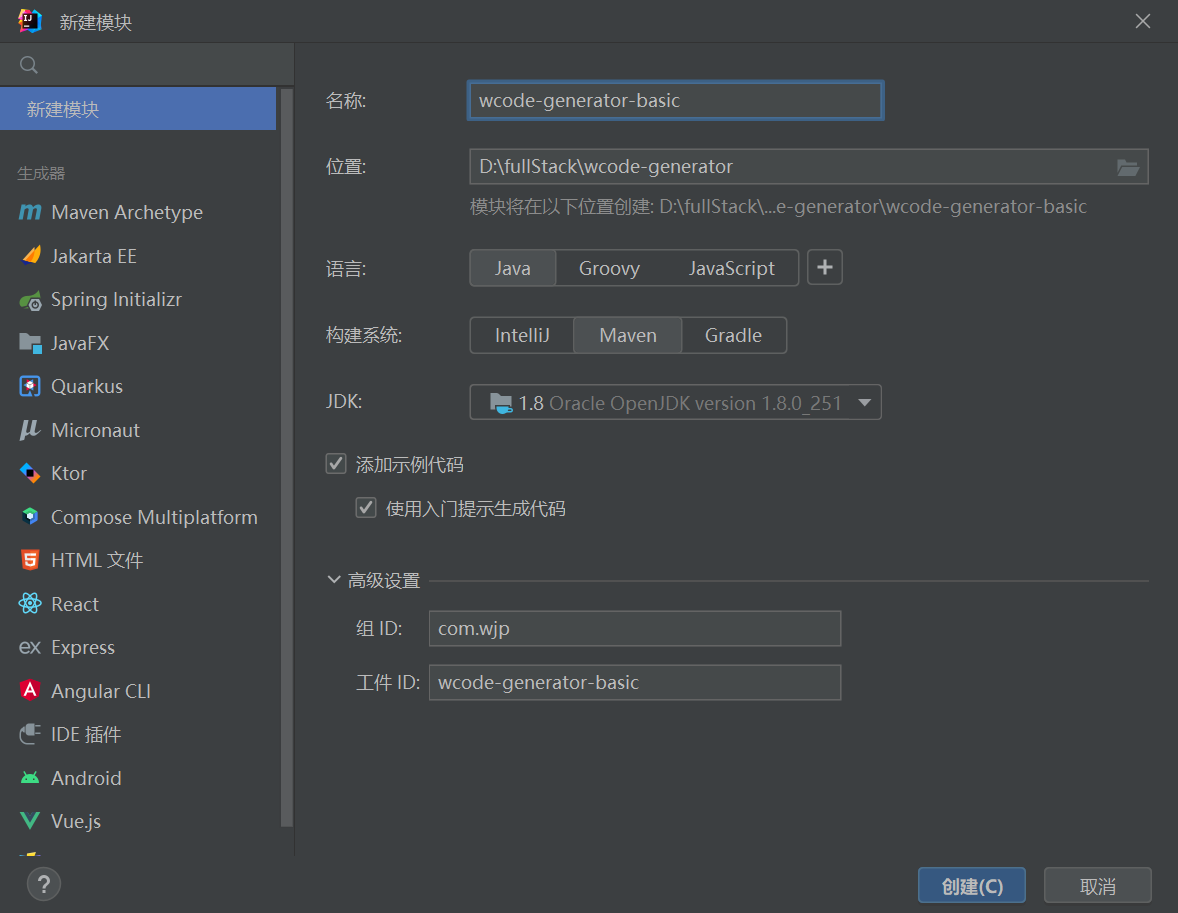 新建模块
新建模块
生成器
Maven Archetype
Jakarta EE
Spring Initializr
JavaFX
Quarkus
Micronaut
Ktor
Compose Multiplatform
HTML 文件
React
Express
Angular CLI
IDE 插件
Android
Vue.js
名称: wcode-generator-basic
位置: D:\fullStack\wcode-generator
模块将在以下位置创建: D:\fullStack\...e-generator\wcode-generator-basic
语言: Java Groovy JavaScript +
构建系统: IntelliJ Maven Gradle
JDK: 1.8 Oracle OpenJDK version 1.8.0_251
添加示例代码
使用入门提示生成代码
高级设置
组 ID: com.wjp
工件 ID: wcode-generator-basic
? 创建(C) 取消